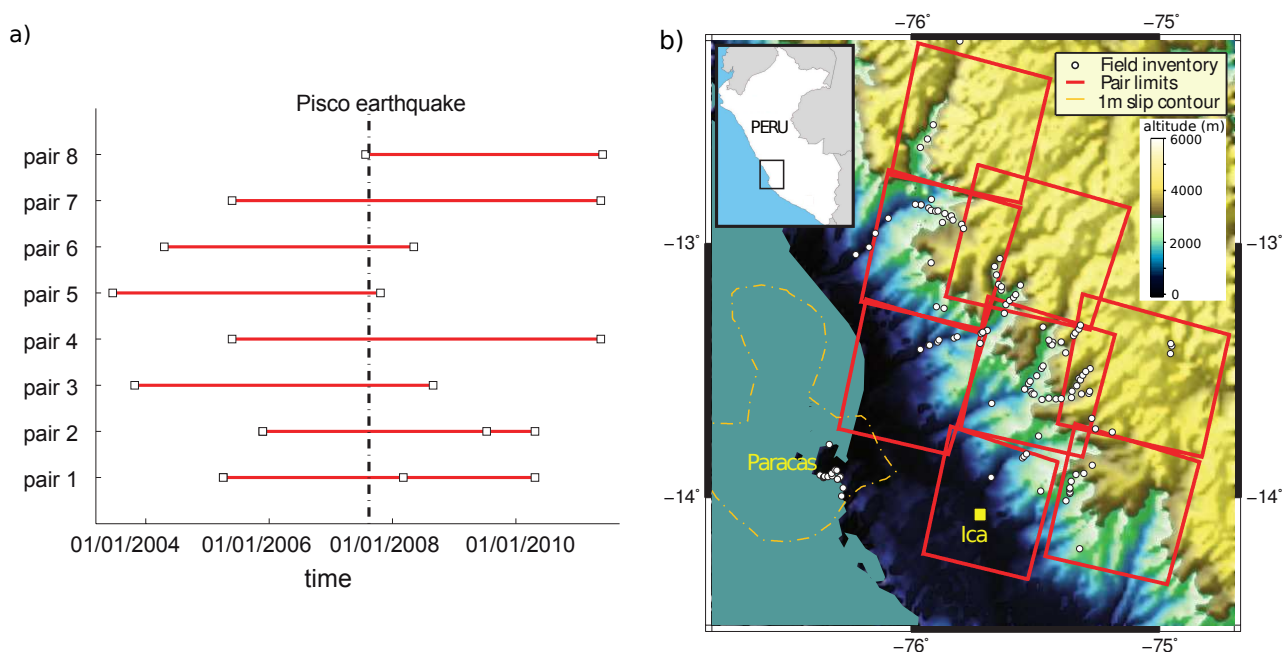 a)
Pisco earthquake
pair 8
pair 7
pair 6
pair 5
pair 4
pair 3
pair 2
pair 1
01/01/2004
01/01/2006
01/01/2008
01/01/2010
time
b)
−76˚
−75˚
PERU
Field inventory
Pair limits
1m slip contour
altitude (m)
6000
4000
2000
0
−13˚
−13˚
Paracas
−14˚
−14˚
Ica
−76˚
−75˚